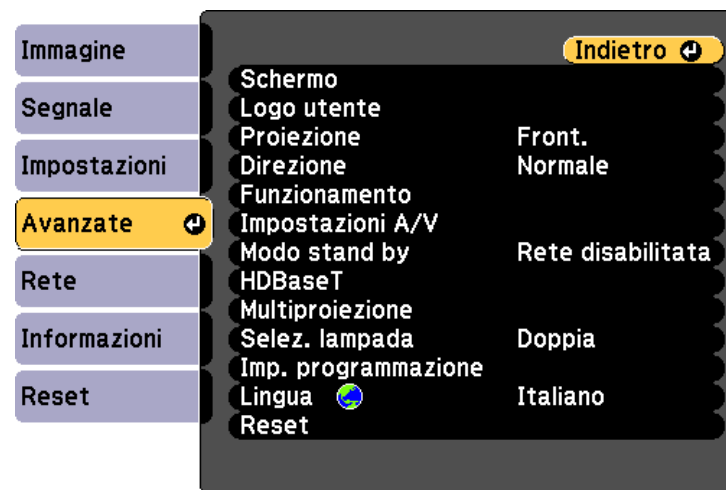 Immagine
Segnale
Impostazioni
Avanzate
Rete
Informazioni
Reset
Indietro
Schermo
Logo utente
Proiezione Front.
Direzione Normale
Funzionamento
Impostazioni A/V
Modo stand by Rete disabilitata
HDBaseT
Multiproiezione
Selez. lampada Doppia
Imp. programmazione
Lingua Italiano
Reset